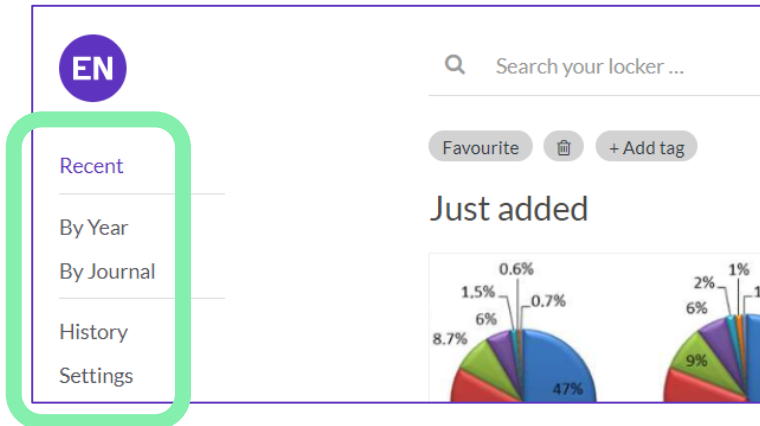 EN
Search your locker ...
Recent
By Year
By Journal
History
Settings
Favourite
+ Add tag
Just added
0.6%
1.5%
0.7%
6%
8.7%
47%
1%
2%
6%
9%